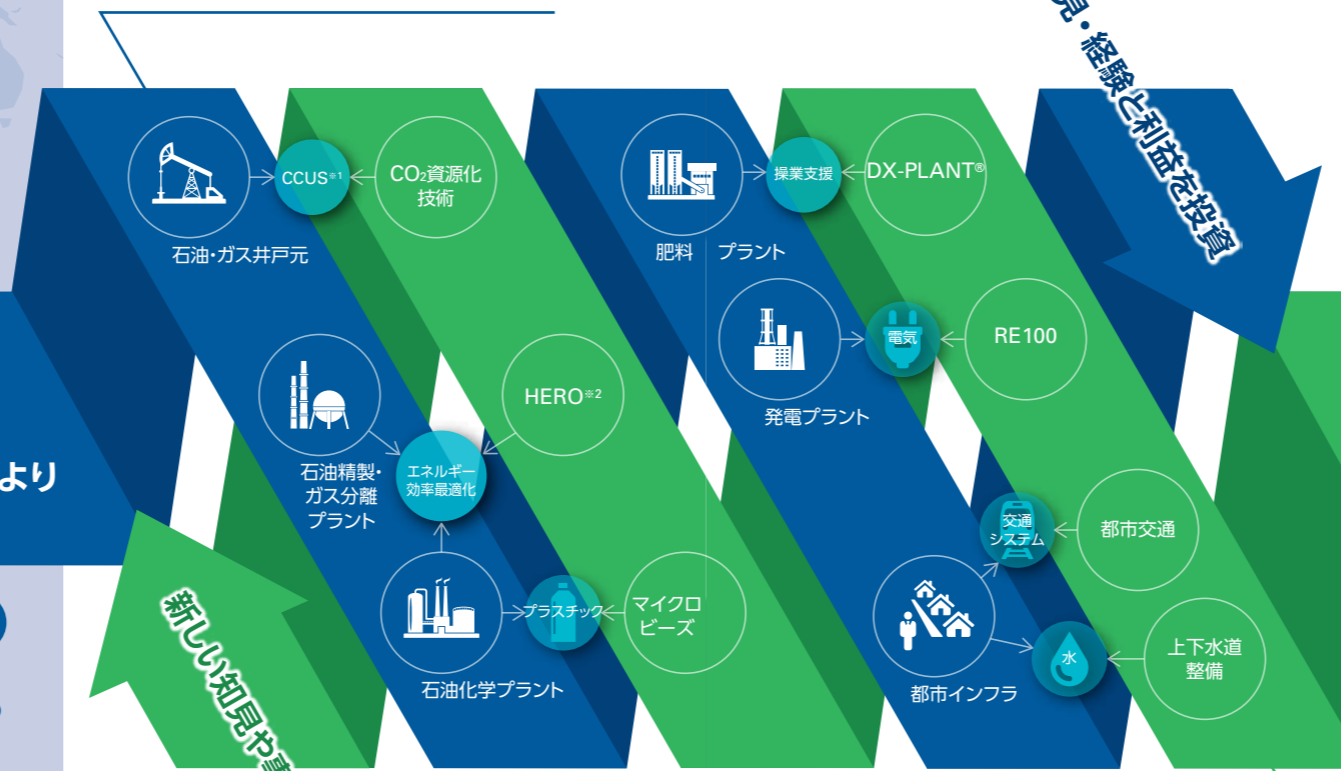 見・経験と利益を投資
CCUS※1
CO₂資源化
技術
石油・ガス井戸元
操業支援
DX-PLANT®
肥料 プラント
電気
RE100
発電プラント
HERO※2
石油精製・
ガス分離
プラント
エネルギー
効率最適化
より
交通
システム
都市交通
プラスチック
マイクロ
ビーズ
石油化学プラント
水
上下水道
整備
都市インフラ
新しい知見や